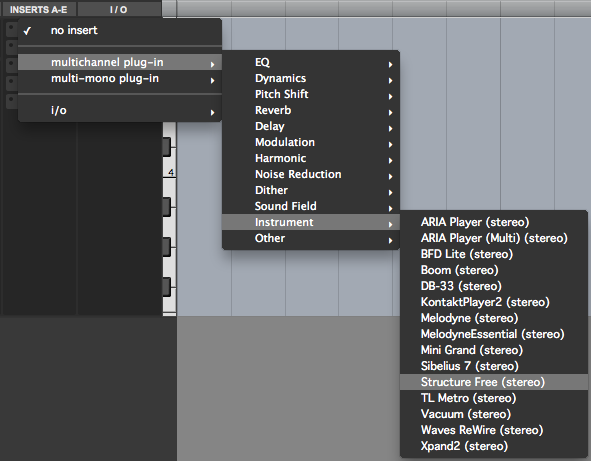 INSERTS A-E
I / O
✓ no insert
multichannel plug-in
multi-mono plug-in
i/o
4
EQ
Dynamics
Pitch Shift
Reverb
Delay
Modulation
Harmonic
Noise Reduction
Dither
Sound Field
Instrument
Other
ARIA Player (stereo)
ARIA Player (Multi) (stereo)
BFD Lite (stereo)
Boom (stereo)
DB-33 (stereo)
KontaktPlayer2 (stereo)
Melodyne (stereo)
MelodyneEssential (stereo)
Mini Grand (stereo)
Sibelius 7 (stereo)
Structure Free (stereo)
TL Metro (stereo)
Vacuum (stereo)
Waves ReWire (stereo)
Xpand2 (stereo)